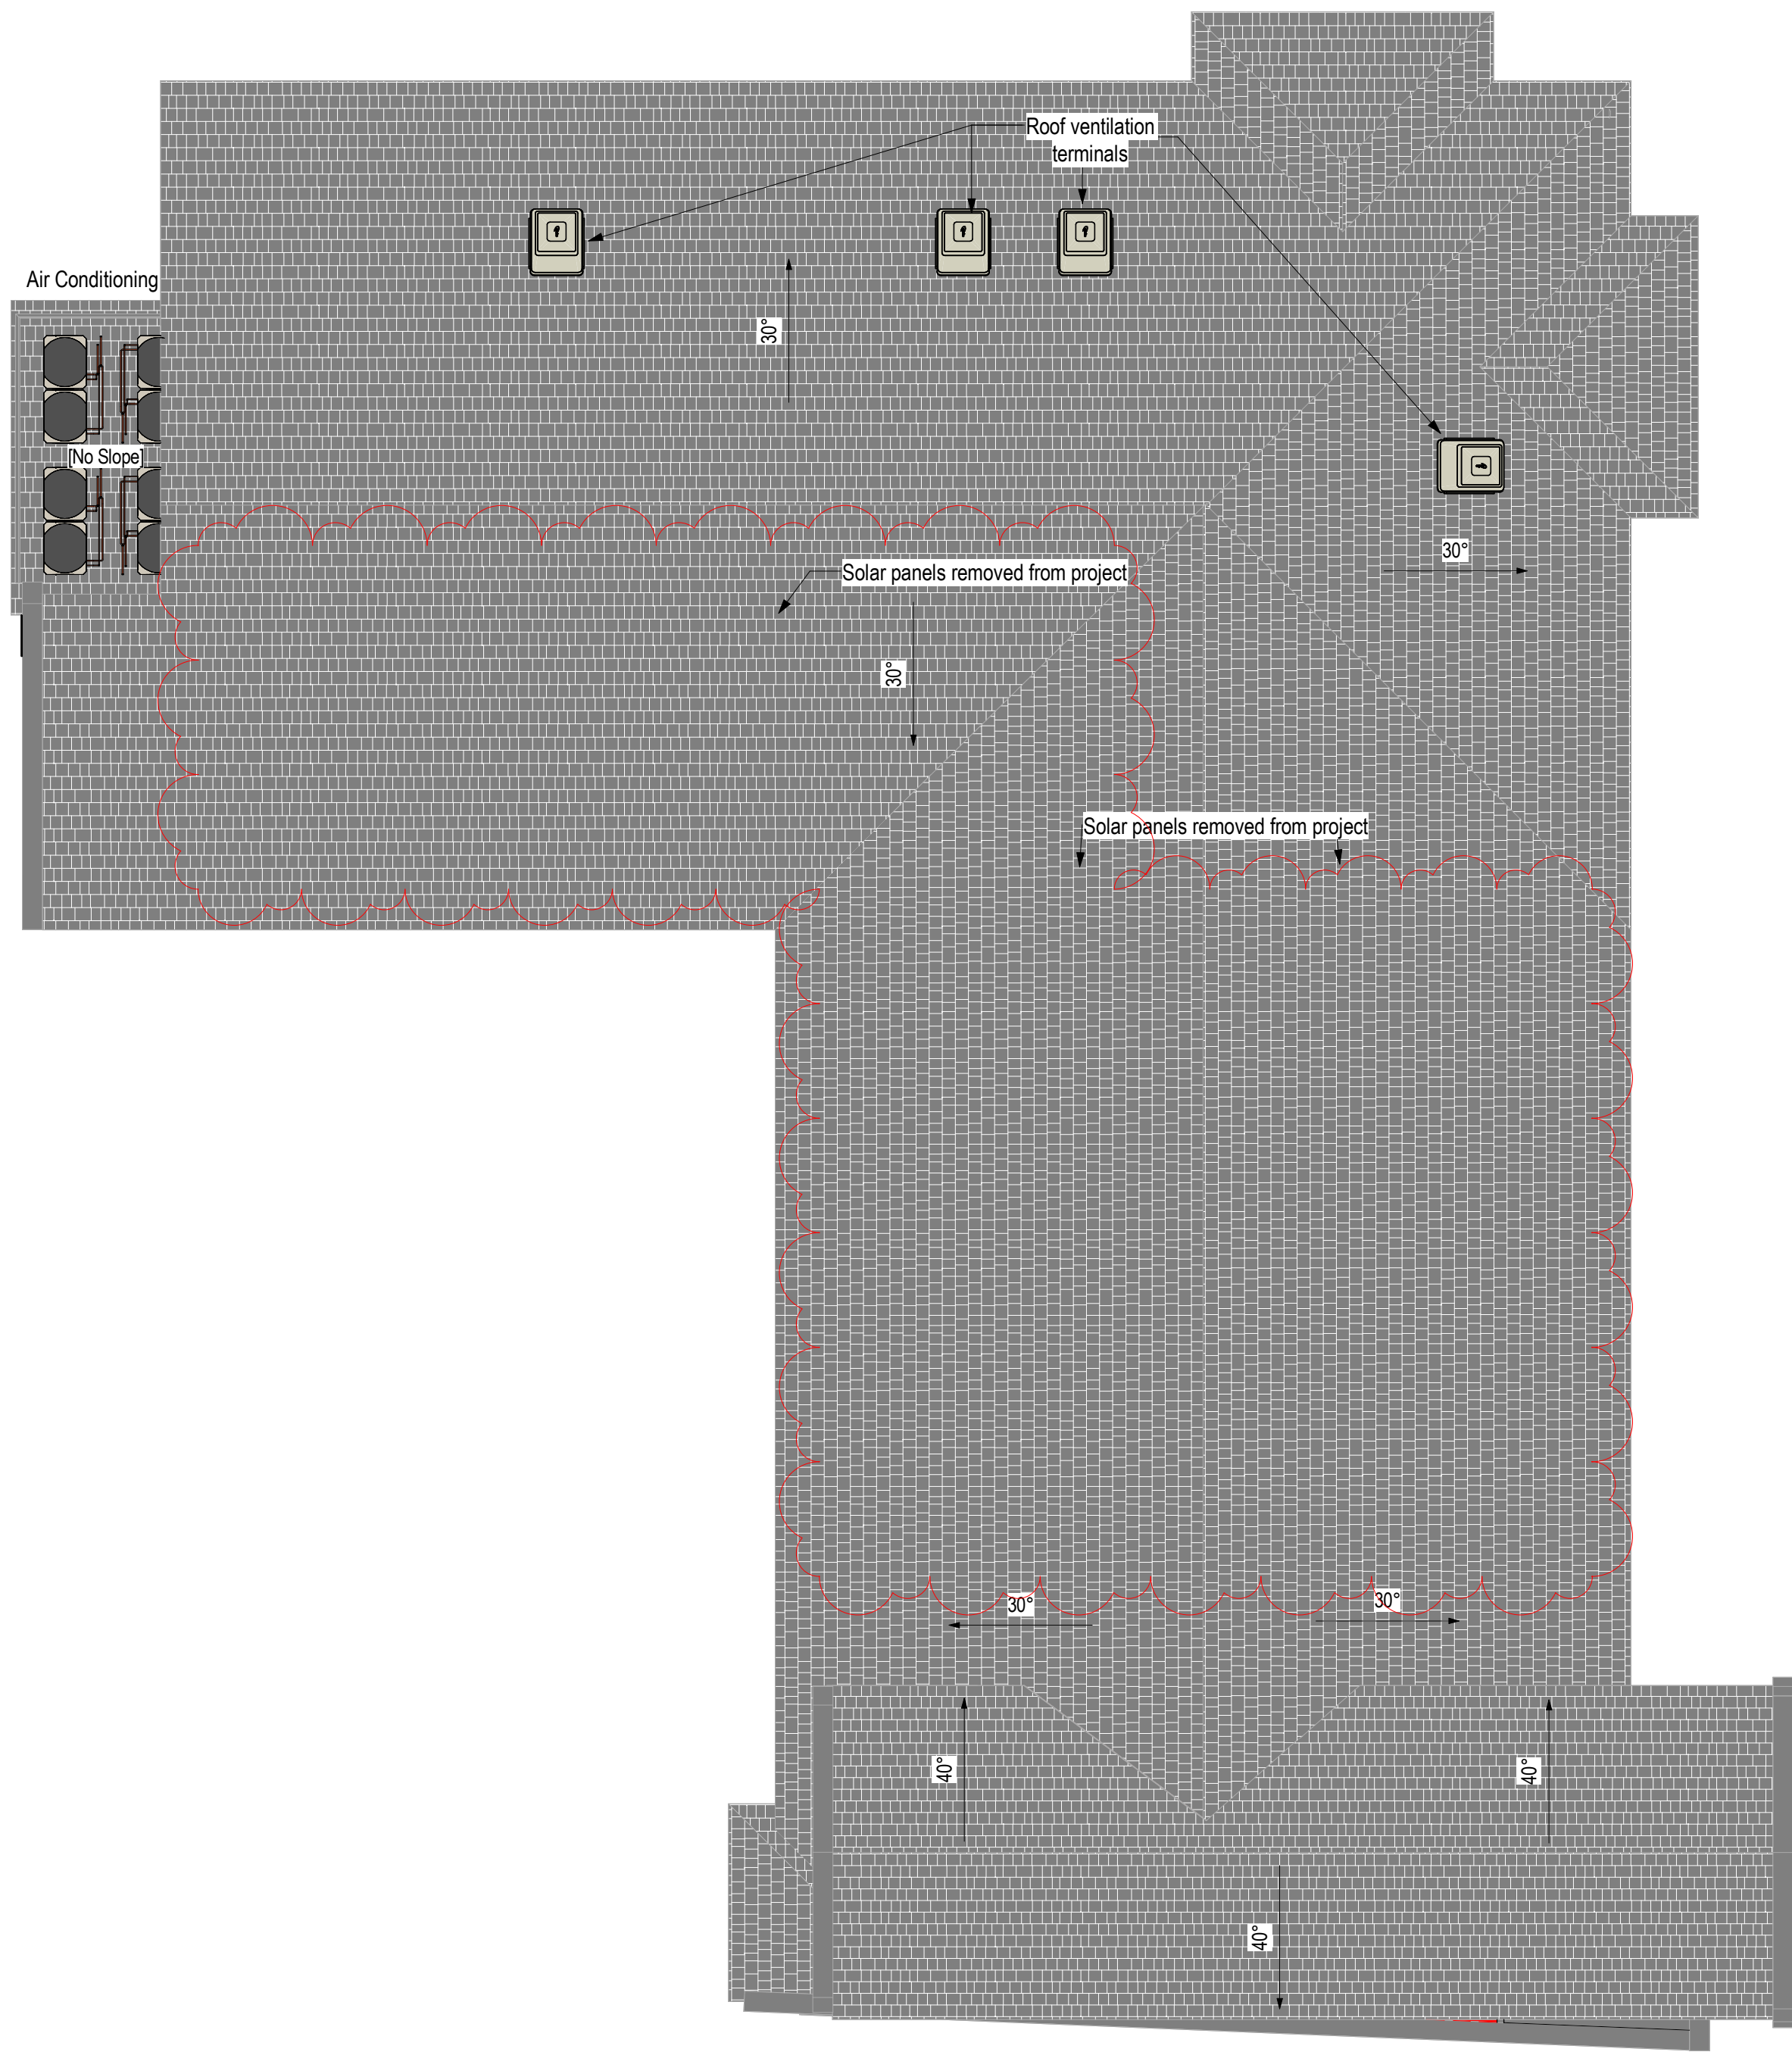 Roof ventilation
terminals
Air Conditioning
30°
[No Slope]
30°
Solar panels removed from project
30°
Solar panels removed from project
30°
30°
40°
40°
40°